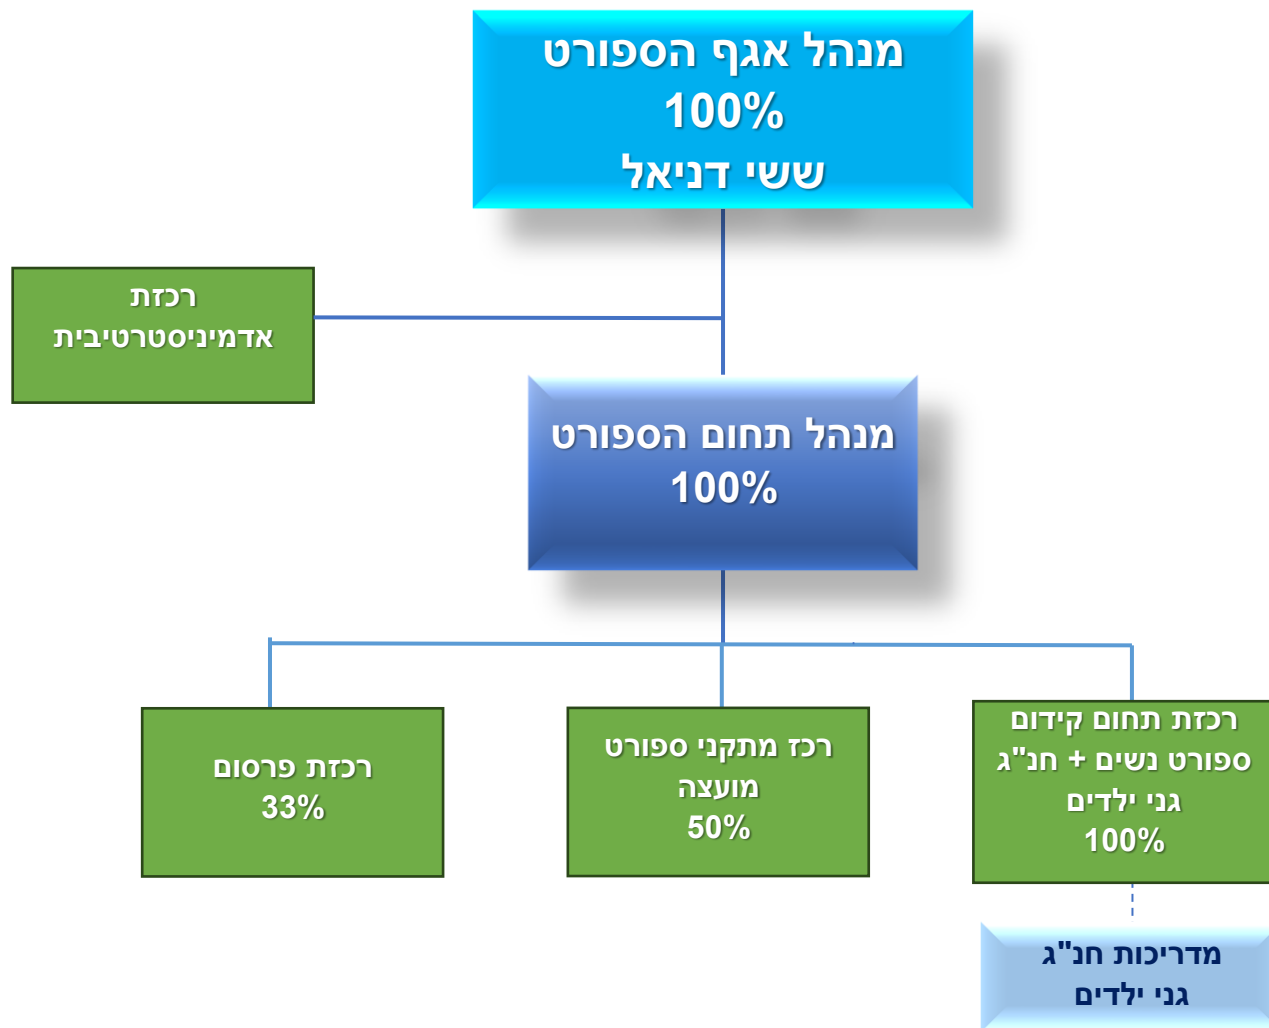 מנהל אגף הספורט
100%
ששי דניאל
רכזת
אדמיניסטרטיבית
מנהל תחום הספורט
100%
רכזת תחום קידום
ספורט נשים + חנ"ג
גני ילדים
100%
רכז מתקני ספורט
מועצה
50%
רכזת פרסום
33%
מדריכות חנ"ג
גני ילדים